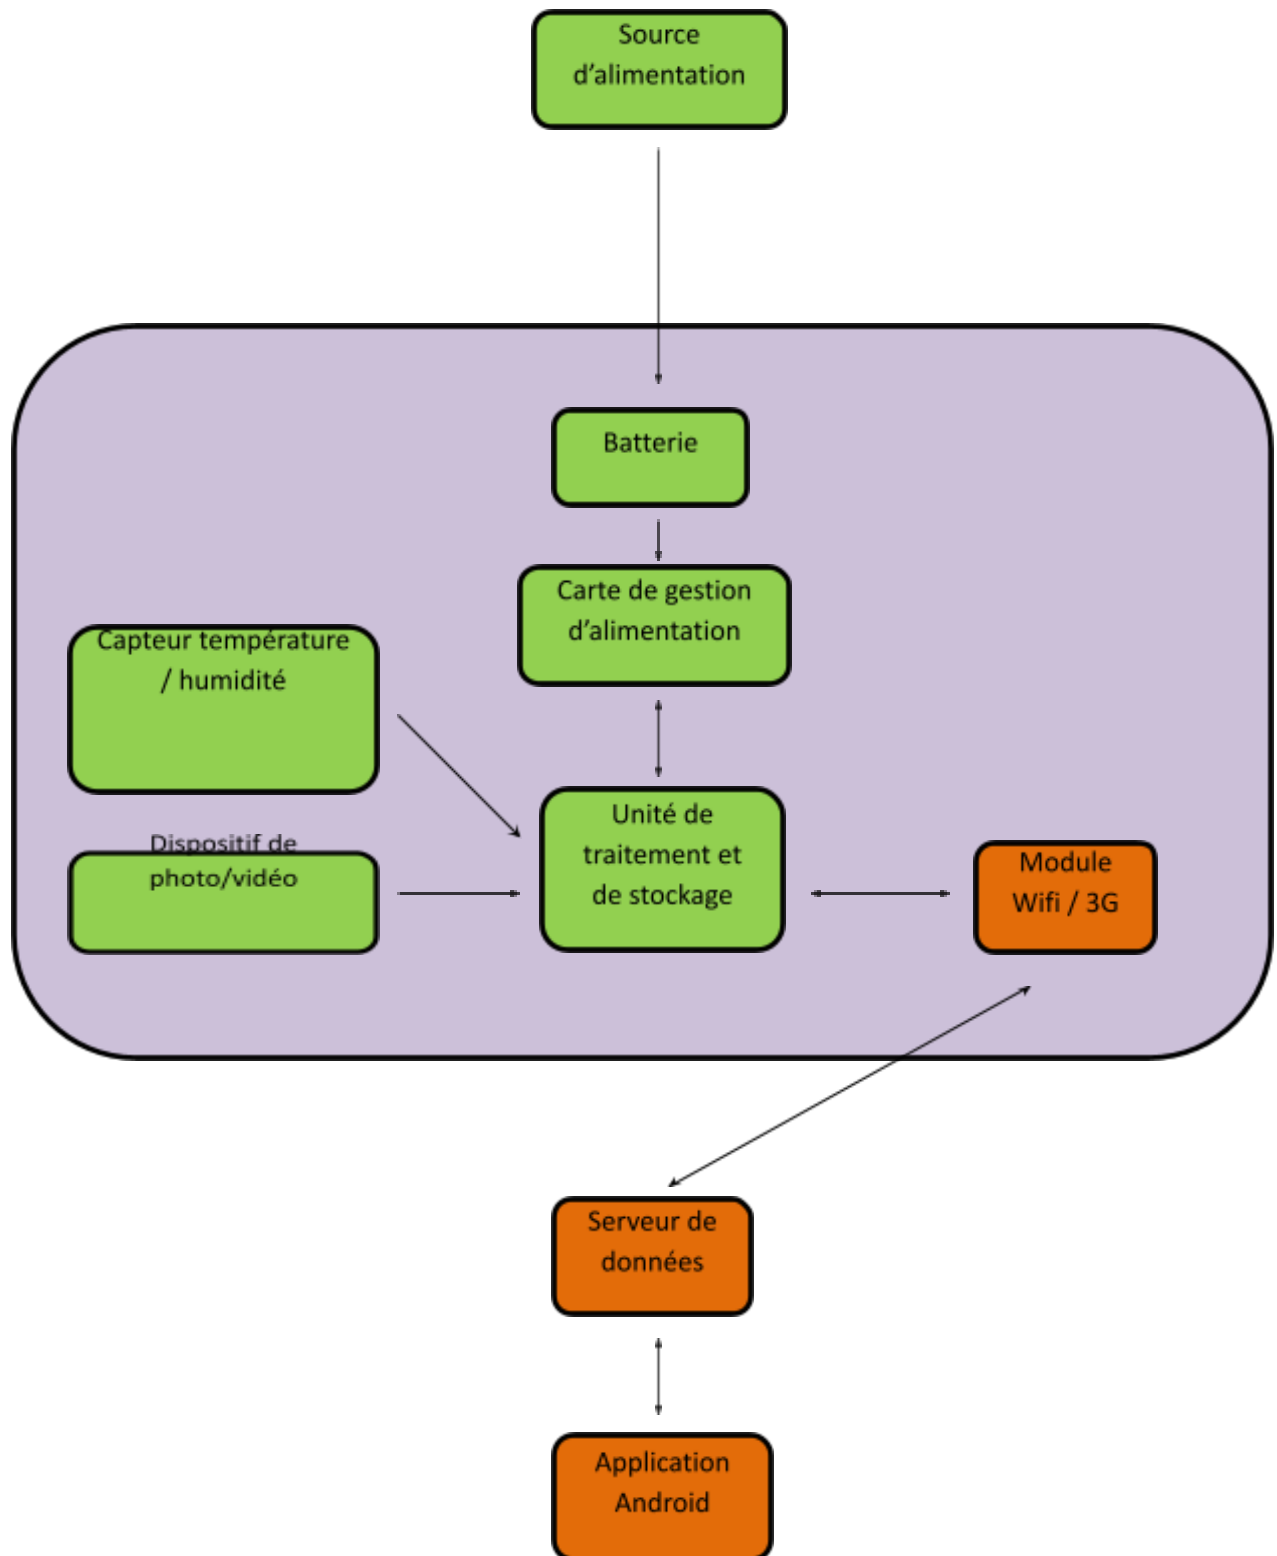 Source
d’alimentation
Batterie
Carte de gestion
d’alimentation
Capteur température
/ humidité
Dispositif de
photo/vidéo
Unité de
traitement et
de stockage
Module
Wifi / 3G
Serveur de
données
Application
Android